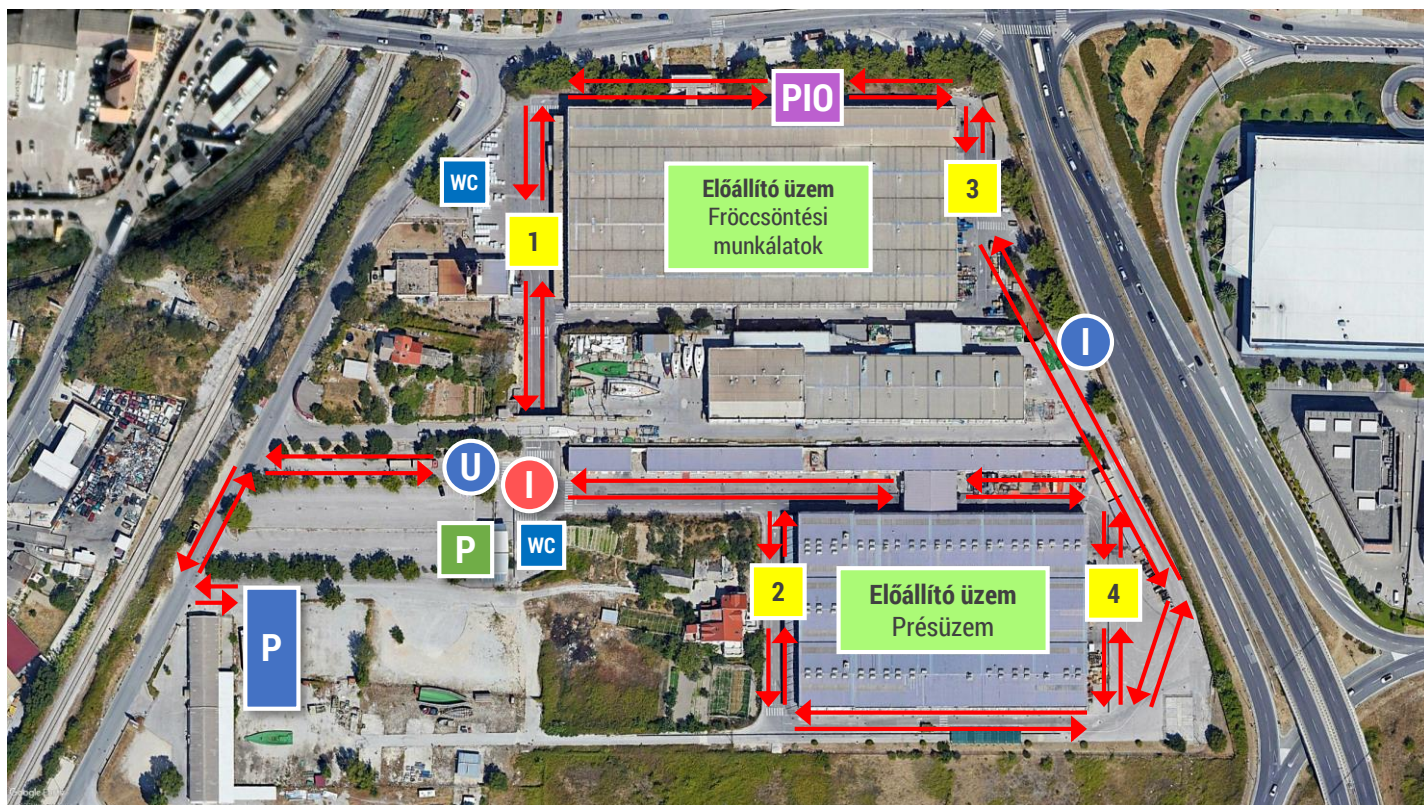 PIO
WC
Előállító üzem
Fröccsöntési
munkálatok
3
1
I
U
I
P
WC
2
Előállító üzem
Présüzem
4
P
Google Earth